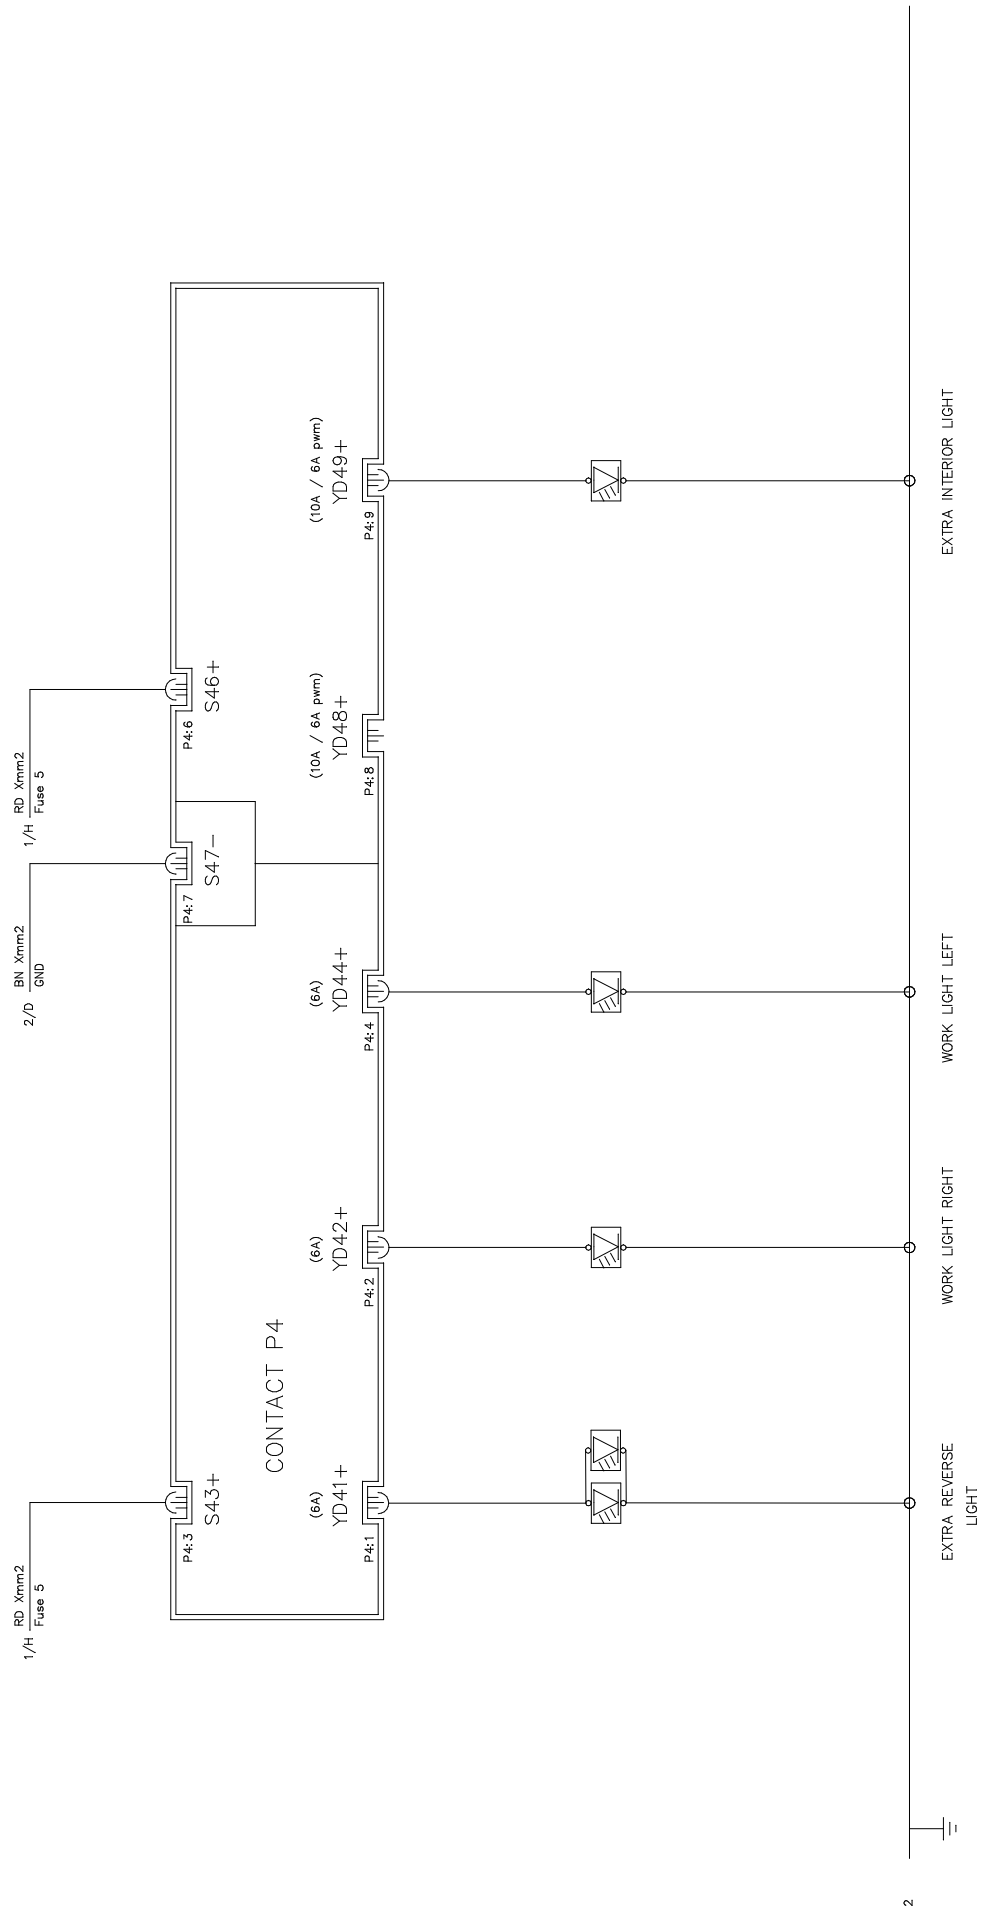 1/H
RD Xmm2
Fuse 5
2/D
BN Xmm2
GND
1/H
RD Xmm2
Fuse 5
P4:3
S43+
P4:7
S47−
P4:6
S46+
CONTACT P4
(6A)
YD41+
P4:1
(6A)
YD42+
P4:2
(6A)
YD44+
P4:4
(10A / 6A pwm)
YD48+
P4:8
(10A / 6A pwm)
YD49+
P4:9
2
EXTRA REVERSE
LIGHT
WORK LIGHT RIGHT
WORK LIGHT LEFT
EXTRA INTERIOR LIGHT